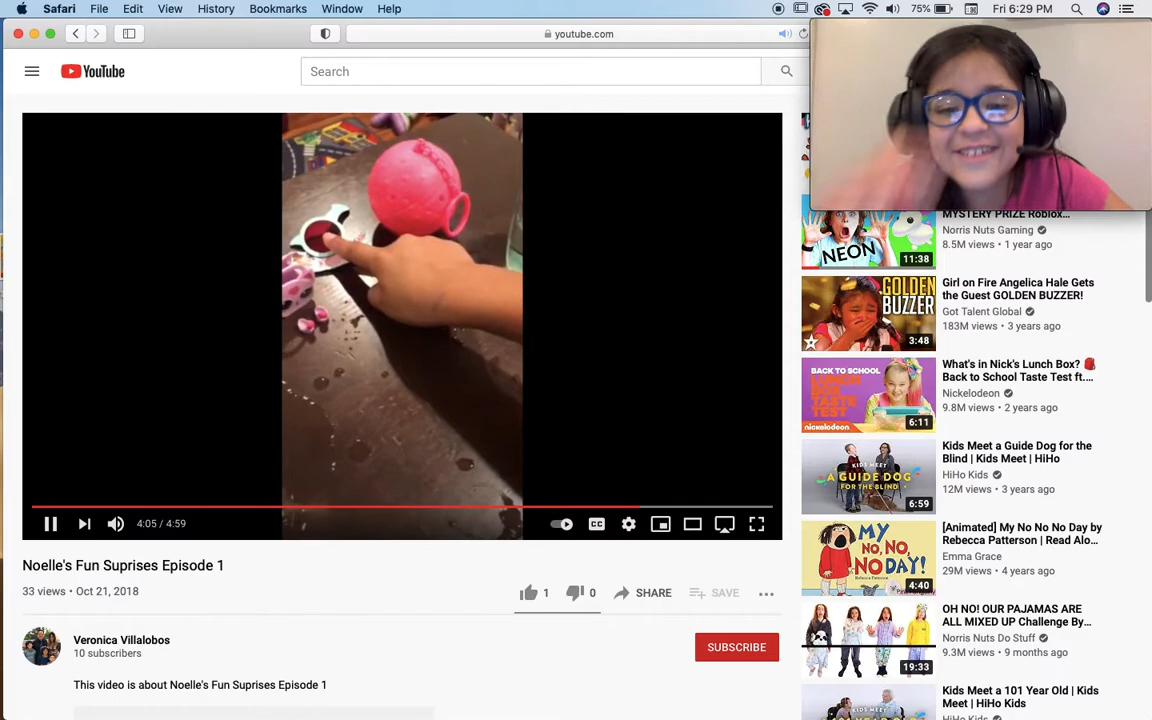 Safari File Edit View History Bookmarks Window Help 75% Fri 6:29 PM
youtube.com
YouTube
Search
MYSTERY PRIZE Roblox...
Norris Nuts Gaming
8.5M views • 1 year ago
NEON
11:38
Girl on Fire Angelica Hale Gets
the Guest GOLDEN BUZZER!
Got Talent Global
183M views • 3 years ago
GOLDEN
BUZZER
3:48
What's in Nick's Lunch Box? 🎒
Back to School Taste Test ft....
Nickelodeon
9.8M views • 2 years ago
BACK TO SCHOOL
LUNCH
BOX
TASTE
TEST
nickelodeon
6:11
Kids Meet a Guide Dog for the
Blind | Kids Meet | HiHo
HiHo Kids
12M views • 3 years ago
KIDS MEET
A GUIDE DOG
FOR THE BLIND
6:59
[Animated] My No No No Day by
Rebecca Patterson | Read Alo...
Emma Grace
29M views • 4 years ago
MY
NO, NO,
NO DAY!
4:40
OH NO! OUR PAJAMAS ARE
ALL MIXED UP Challenge By...
Norris Nuts Do Stuff
9.3M views • 9 months ago
19:33
Kids Meet a 101 Year Old | Kids
Meet | HiHo Kids
4:05 / 4:59
CC
Noelle's Fun Suprises Episode 1
33 views • Oct 21, 2018
1 0 SHARE SAVE
Veronica Villalobos
10 subscribers
SUBSCRIBE
This video is about Noelle's Fun Suprises Episode 1